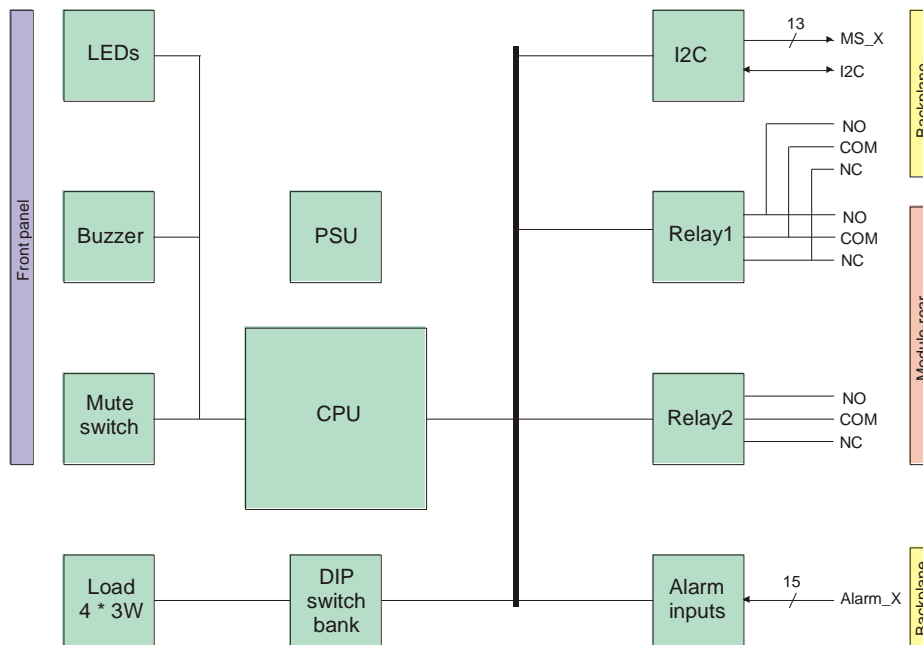 Front panel
LEDs
Buzzer
Mute
switch
Load
4 * 3W
PSU
CPU
DIP
switch
bank
I2C
13
MS_X
I2C
Relay1
NO
COM
NC
NO
COM
NC
Relay2
NO
COM
NC
Alarm
inputs
15
Alarm_X
Backplane
Module rear
Backplane